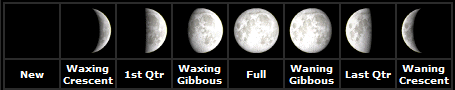 New
Waxing
Crescent
1st Qtr
Waxing
Gibbous
Full
Waning
Gibbous
Last Qtr
Waning
Crescent